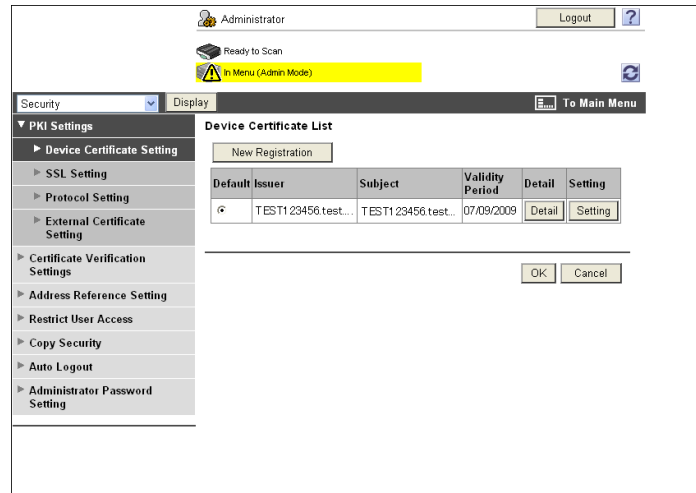 Administrator
Logout
?
Ready to Scan
In Menu (Admin Mode)
Security
Display
To Main Menu
PKI Settings
Device Certificate Setting
SSL Setting
Protocol Setting
External Certificate
Setting
Certificate Verification
Settings
Address Reference Setting
Restrict User Access
Copy Security
Auto Logout
Administrator Password
Setting
Device Certificate List
New Registration
Default Issuer Subject Validity Period Detail Setting
TEST123456.test.... TEST123456.test... 07/09/2009 Detail Setting
OK Cancel